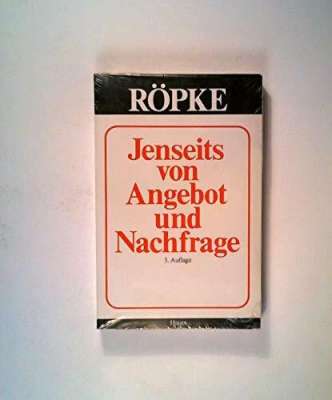 RÖPKE
Jenseits
von
Angebot
und
Nachfrage
5. Auflage